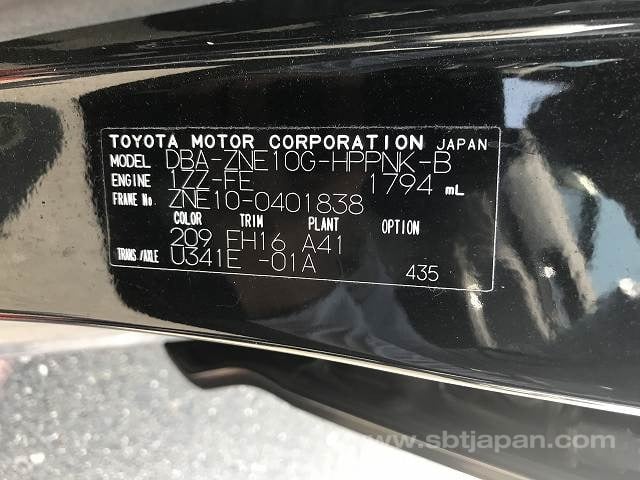 TOYOTA MOTOR CORPORATION JAPAN
MODEL DBA-ZNE10G-HPPNK-B
ENGINE 1ZZ-FE 1794 mL
FRAME No. ZNE10-0401838
COLOR TRIM PLANT OPTION
209 FH16 A41
TRANS./AXLE U341E -01A
435
www.sbtjapan.com